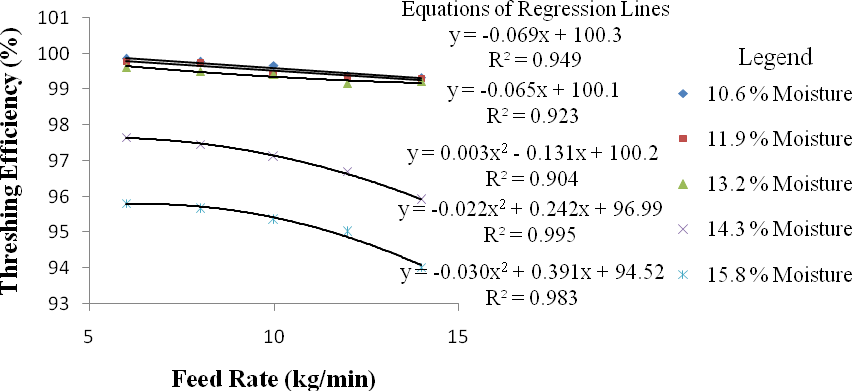 Equations of Regression Lines
y = -0.069x + 100.3
R² = 0.949
y = -0.065x + 100.1
R² = 0.923
y = 0.003x² - 0.131x + 100.2
R² = 0.904
y = -0.022x² + 0.242x + 96.99
R² = 0.995
y = -0.030x² + 0.391x + 94.52
R² = 0.983
Legend
10.6 % Moisture
11.9 % Moisture
13.2 % Moisture
14.3 % Moisture
15.8 % Moisture
Threshing Efficiency (%)
101
100
99
98
97
96
95
94
93
5
10
15
Feed Rate (kg/min)